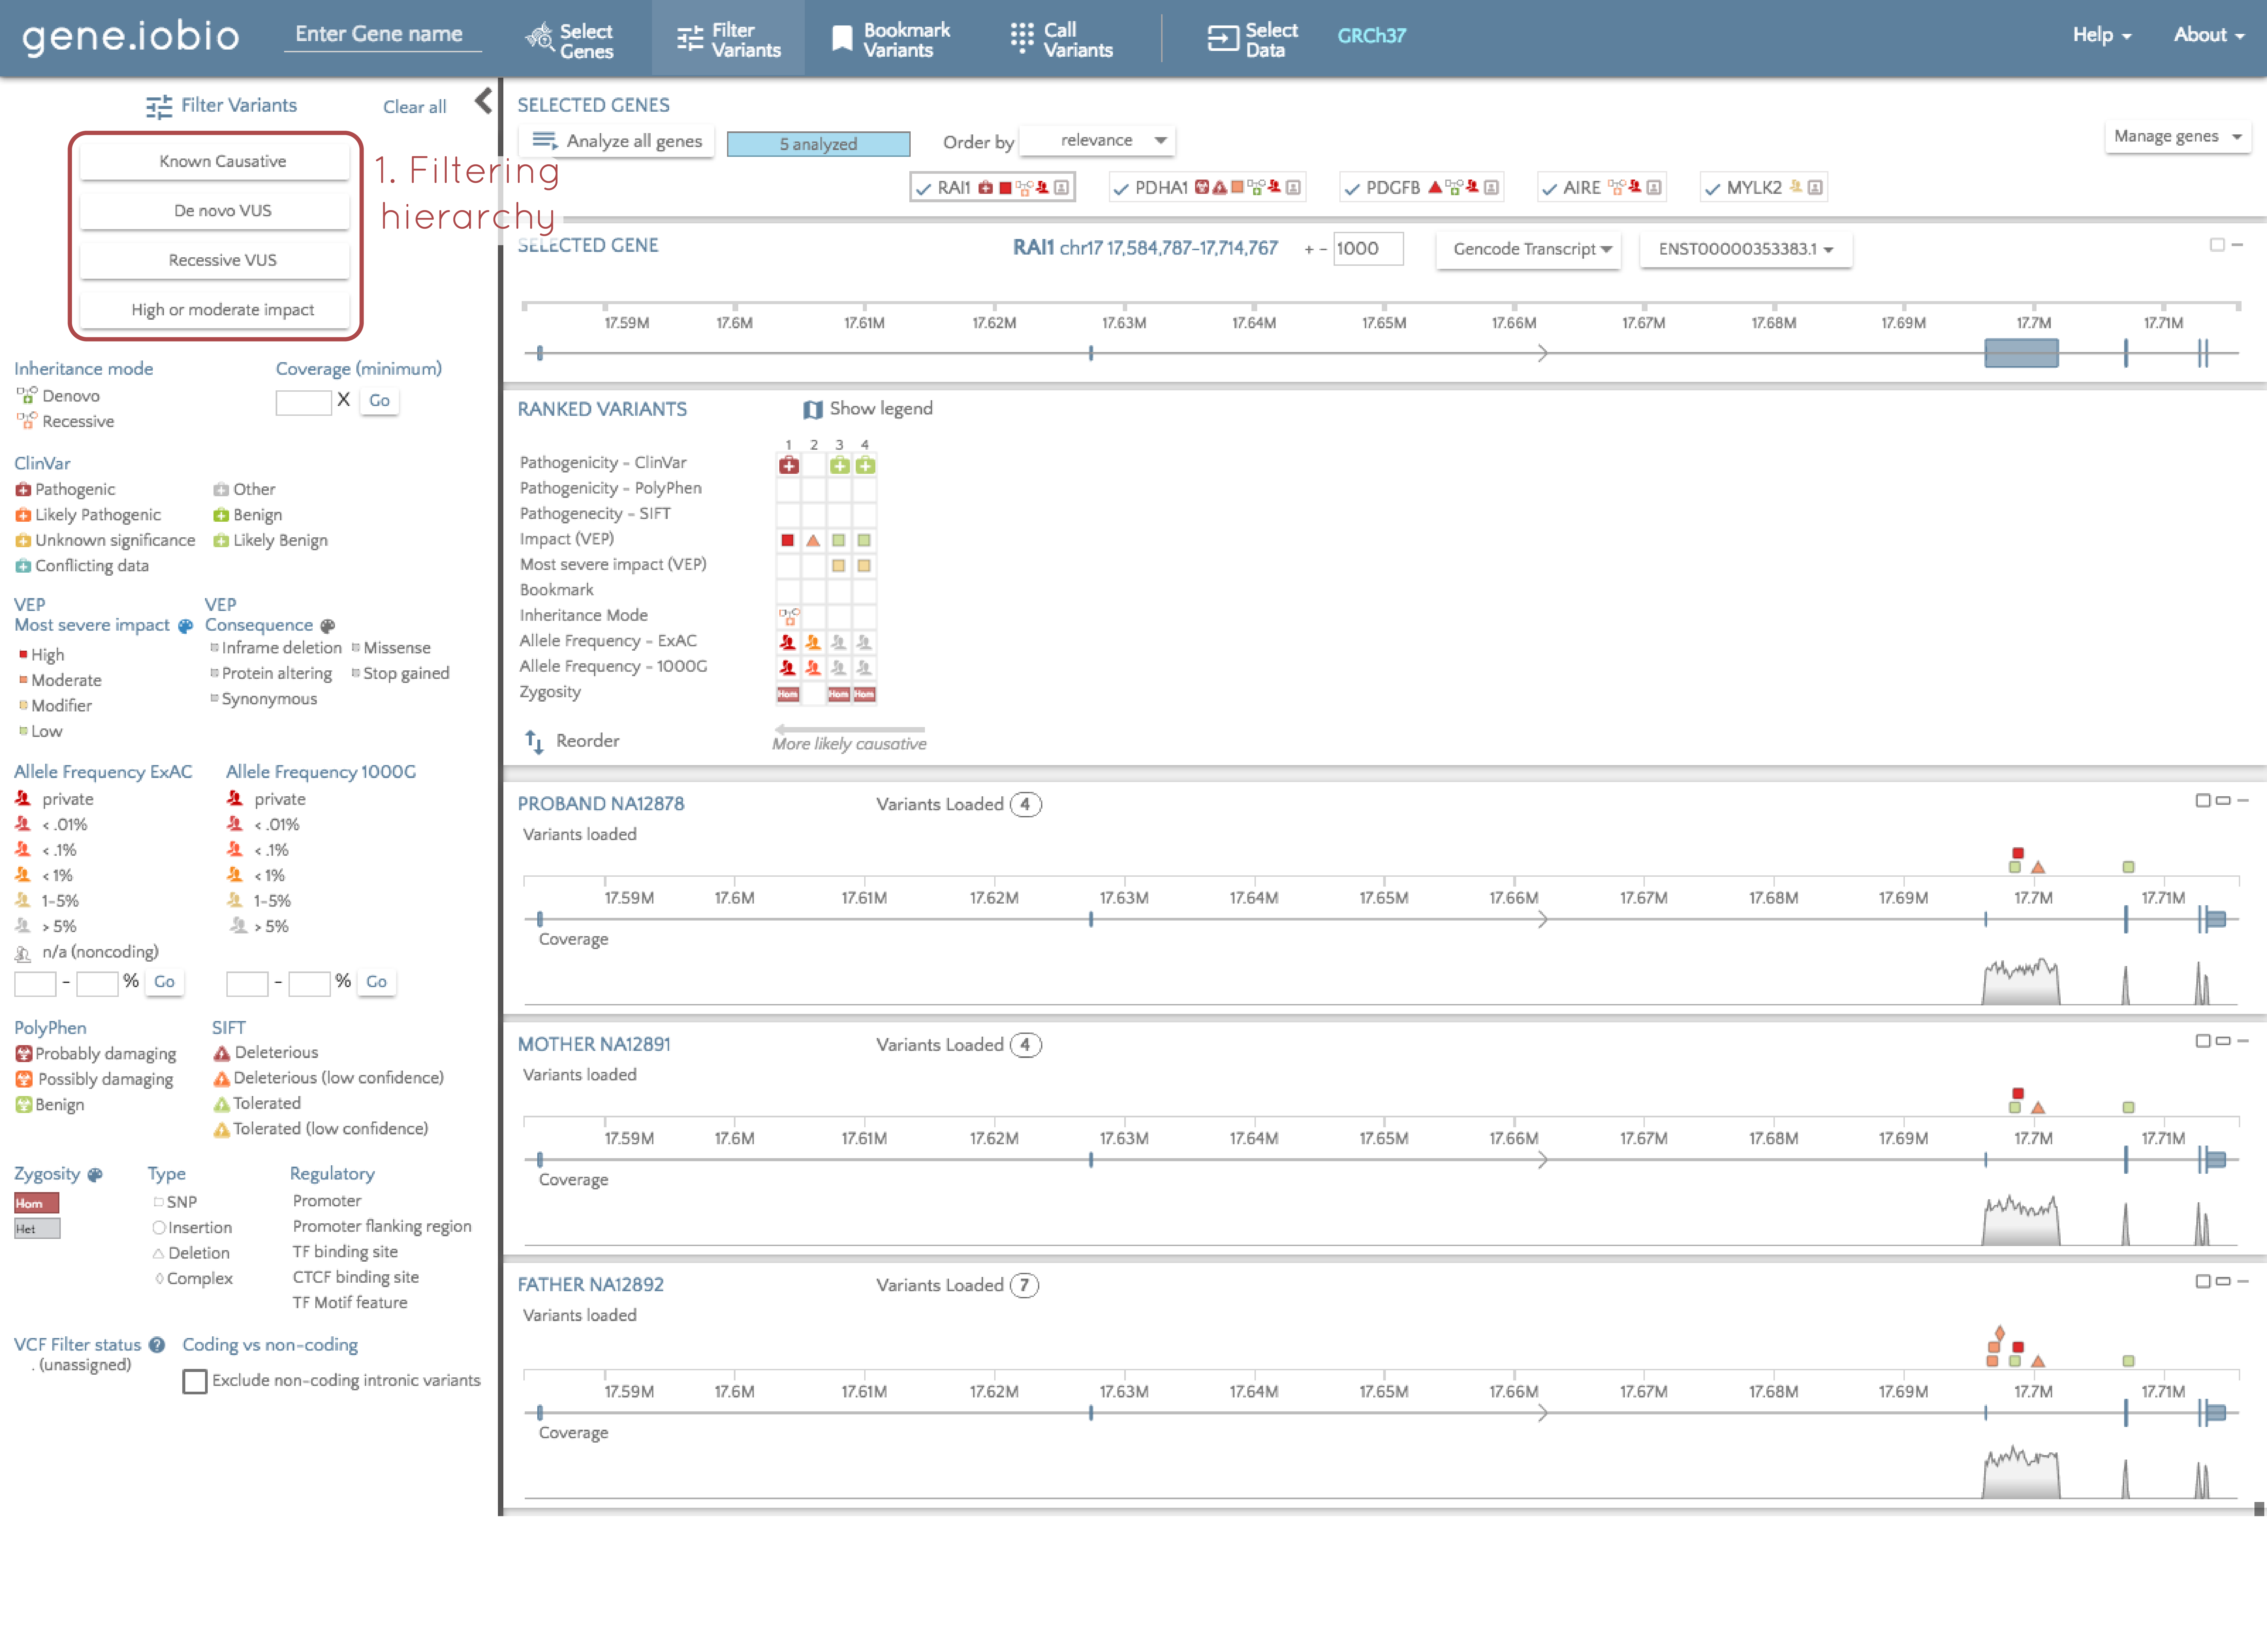 gene.iobio
Enter Gene name
Select Genes
Filter Variants
Bookmark Variants
Call Variants
Select Data
GRCh37
Help
About
Filter Variants
Clear all
Known Causative
De novo VUS
Recessive VUS
High or moderate impact
1. Filtering
hierarchy
Inheritance mode
Denovo
Recessive
Coverage (minimum)
X Go
ClinVar
Pathogenic
Other
Likely Pathogenic
Benign
Unknown significance
Likely Benign
Conflicting data
VEP
Most severe impact
High
Moderate
Modifier
Low
VEP
Consequence
Inframe deletion
Missense
Protein altering
Stop gained
Synonymous
Allele Frequency ExAC
private
< .01%
< .1%
< 1%
1-5%
> 5%
n/a (noncoding)
- % Go
Allele Frequency 1000G
private
< .01%
< .1%
< 1%
1-5%
> 5%
- % Go
PolyPhen
Probably damaging
Possibly damaging
Benign
SIFT
Deleterious
Deleterious (low confidence)
Tolerated
Tolerated (low confidence)
Zygosity
Hom
Het
Type
SNP
Insertion
Deletion
Complex
Regulatory
Promoter
Promoter flanking region
TF binding site
CTCF binding site
TF Motif feature
VCF Filter status
. (unassigned)
Coding vs non-coding
Exclude non-coding intronic variants
SELECTED GENES
Analyze all genes
5 analyzed
Order by relevance
Manage genes
RAI1
PDHA1
PDGFB
AIRE
MYLK2
SELECTED GENE
RAI1 chr17 17,584,787-17,714,767
+ - 1000
Gencode Transcript
ENST00000353383.1
17.59M 17.6M 17.61M 17.62M 17.63M 17.64M 17.65M 17.66M 17.67M 17.68M 17.69M 17.7M 17.71M
RANKED VARIANTS
Show legend
1 2 3 4
Pathogenicity - ClinVar
Pathogenicity - PolyPhen
Pathogenecity - SIFT
Impact (VEP)
Most severe impact (VEP)
Bookmark
Inheritance Mode
Allele Frequency - ExAC
Allele Frequency - 1000G
Zygosity Hom Hom Hom
Reorder
More likely causative
PROBAND NA12878
Variants Loaded 4
Variants loaded
17.59M 17.6M 17.61M 17.62M 17.63M 17.64M 17.65M 17.66M 17.67M 17.68M 17.69M 17.7M 17.71M
Coverage
MOTHER NA12891
Variants Loaded 4
Variants loaded
17.59M 17.6M 17.61M 17.62M 17.63M 17.64M 17.65M 17.66M 17.67M 17.68M 17.69M 17.7M 17.71M
Coverage
FATHER NA12892
Variants Loaded 7
Variants loaded
17.59M 17.6M 17.61M 17.62M 17.63M 17.64M 17.65M 17.66M 17.67M 17.68M 17.69M 17.7M 17.71M
Coverage